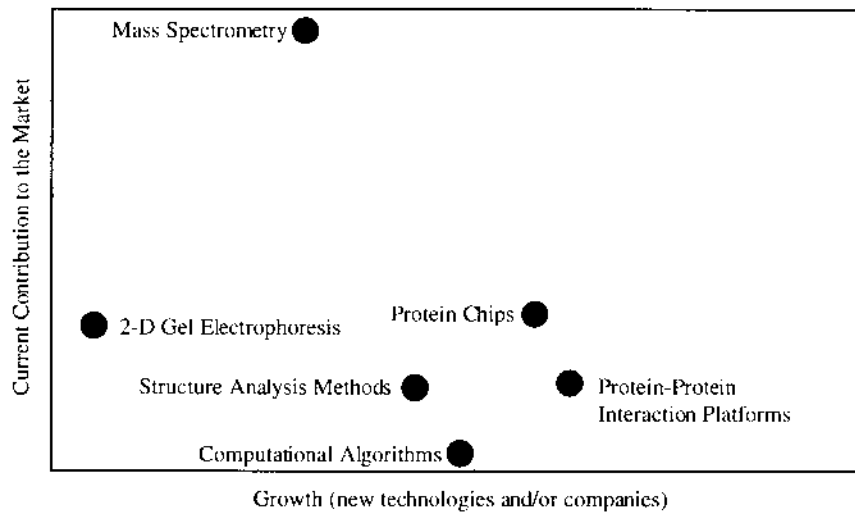 Mass Spectrometry
Current Contribution to the Market
Protein Chips
2-D Gel Electrophoresis
Structure Analysis Methods
Protein-Protein
Interaction Platforms
Computational Algorithms
Growth (new technologies and/or companies)